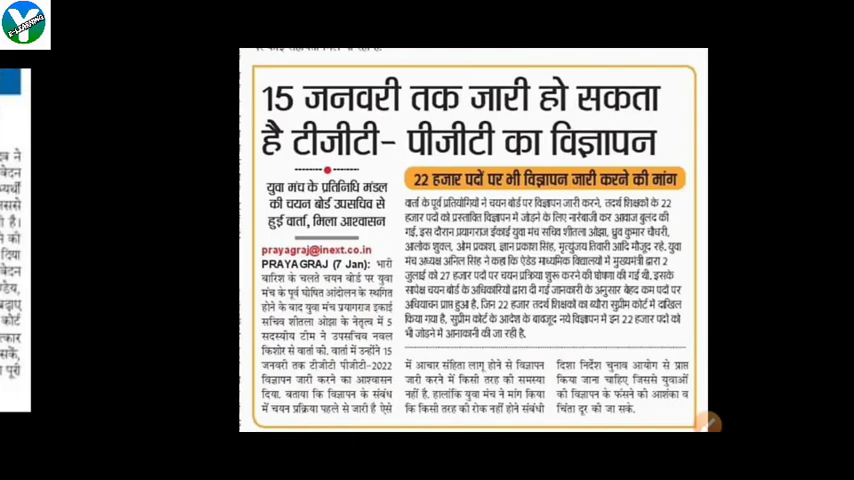 E-LEARNING
15 जनवरी तक जारी हो सकता
है टीजीटी- पीजीटी का विज्ञापन
युवा मंच के प्रतिनिधि मंडल
की चयन बोर्ड उपसचिव से
हुई वार्ता, मिला आश्वासन
prayagraj@inext.co.in
PRAYAGRAJ (7 Jan): भारी
बारिश के चलते चयन बोर्ड पर युवा
मंच के पूर्व घोषित आंदोलन के स्थगित
होने के बाद युवा मंच प्रयागराज इकाई
सचिव शीतला ओझा के नेतृत्व में 5
सदस्यीय टीम ने उपसचिव नवल
किशोर से वार्ता की. वार्ता में उन्होंने 15
जनवरी तक टीजीटी पीजीटी-2022
विज्ञापन जारी करने का आश्वासन
दिया. बताया कि विज्ञापन के संबंध
में चयन प्रक्रिया पहले से जारी है ऐसे
22 हजार पदों पर भी विज्ञापन जारी करने की मांग
वार्ता के पूर्व प्रतियोगियों ने चयन बोर्ड पर विज्ञापन जारी करने, तदर्थ शिक्षकों के 22
हजार पदों को प्रस्तावित विज्ञापन में जोड़ने के लिए नारेबाजी कर आवाज बुलंद की
गई. इस दौरान प्रयागराज ईकाई युवा मंच सचिव शीतला ओझा, ध्रुव कुमार चौधरी,
आलोक शुक्ल, ओम प्रकाश, ज्ञान प्रकाश सिंह, मृत्युंजय तिवारी आदि मौजूद रहे. युवा
मंच अध्यक्ष अनिल सिंह ने कहा कि ऐडेड माध्यमिक विद्यालयों में मुख्यमंत्री द्वारा 2
जुलाई को 27 हजार पदों पर चयन प्रक्रिया शुरू करने की घोषणा की गई थी. इसके
सापेक्ष चयन बोर्ड के अधिकारियों द्वारा दी गई जानकारी के अनुसार बेहद कम पदों पर
अधियाचन प्राप्त हुआ है. जिन 22 हजार तदर्थ शिक्षकों का ब्यौरा सुप्रीम कोर्ट में दाखिल
किया गया है, सुप्रीम कोर्ट के आदेश के बावजूद नये विज्ञापन में इन 22 हजार पदों को
भी जोड़ने में आनाकानी की जा रही है.
में आचार संहिता लागू होने से विज्ञापन
जारी करने में किसी तरह की समस्या
नहीं है. हालांकि युवा मंच ने मांग किया
कि किसी तरह की रोक नहीं होने संबंधी
दिशा निर्देश चुनाव आयोग से प्राप्त
किया जाना चाहिए जिससे युवाओं
की विज्ञापन के फंसने की आशंका व
चिंता दूर की जा सके.